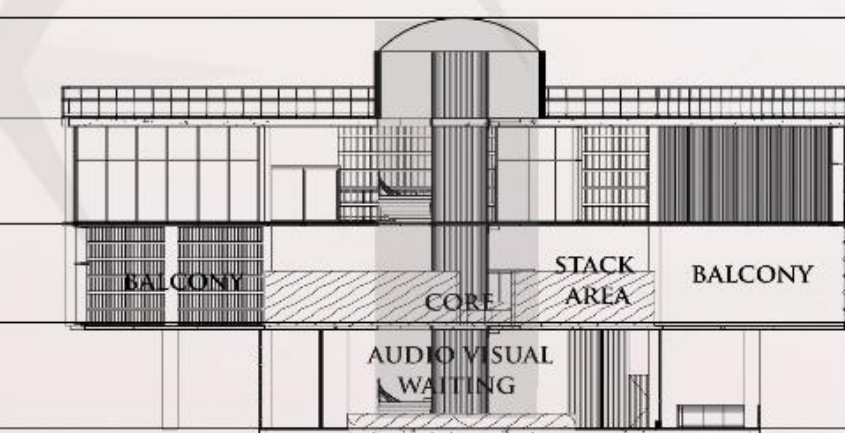 BALCONY
CORE
STACK
AREA
BALCONY
AUDIO VISUAL
WAITING